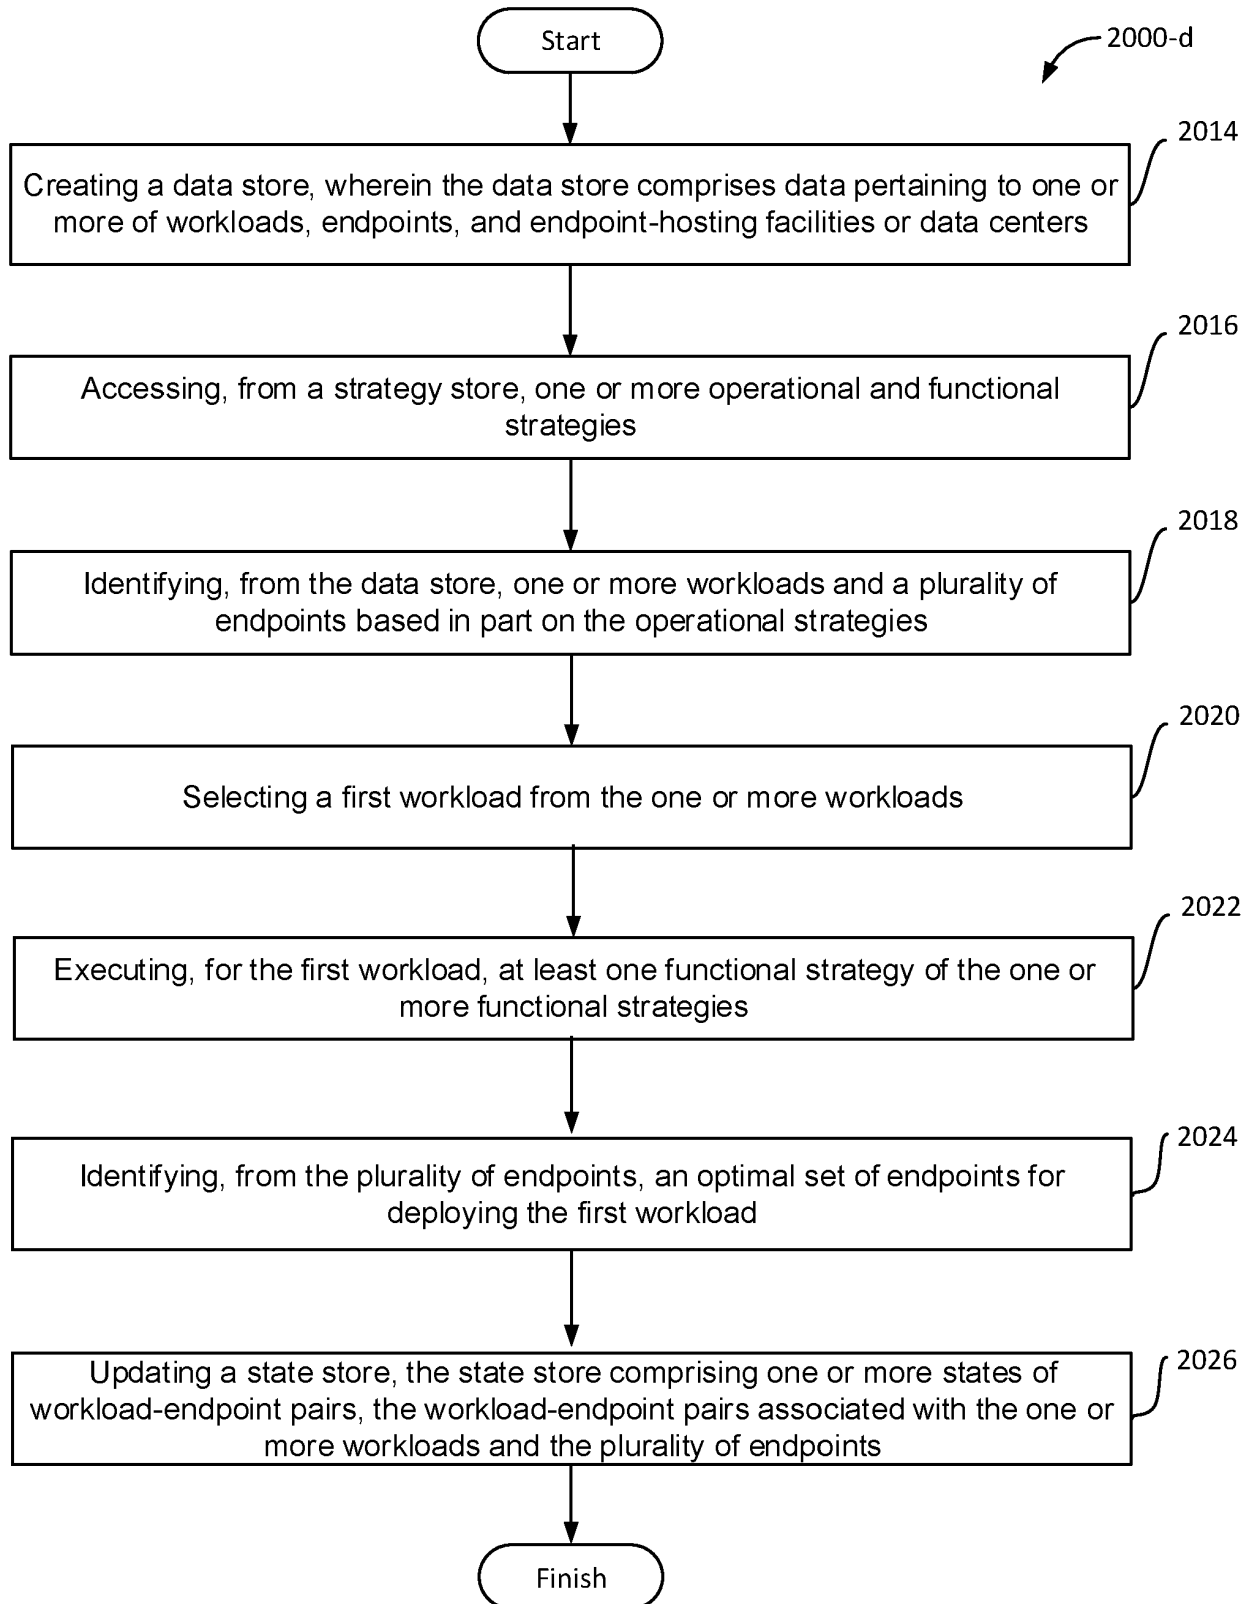 Start
2000-d
2014
Creating a data store, wherein the data store comprises data pertaining to one or
more of workloads, endpoints, and endpoint-hosting facilities or data centers
2016
Accessing, from a strategy store, one or more operational and functional
strategies
2018
Identifying, from the data store, one or more workloads and a plurality of
endpoints based in part on the operational strategies
2020
Selecting a first workload from the one or more workloads
2022
Executing, for the first workload, at least one functional strategy of the one or
more functional strategies
2024
Identifying, from the plurality of endpoints, an optimal set of endpoints for
deploying the first workload
2026
Updating a state store, the state store comprising one or more states of
workload-endpoint pairs, the workload-endpoint pairs associated with the one or
more workloads and the plurality of endpoints
Finish